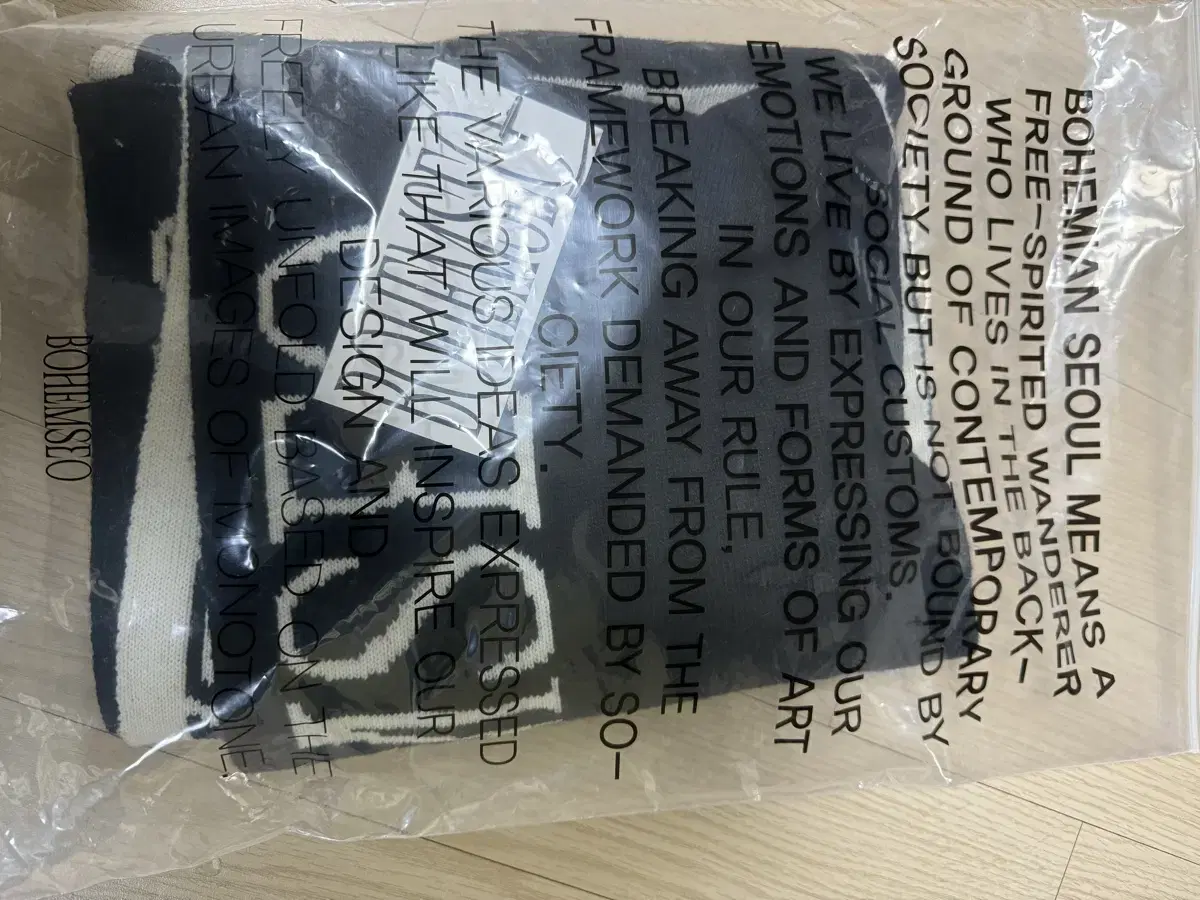 BOHEMIAN SEOUL MEANS A
FREE-SPIRITED WANDERER
WHO LIVES IN THE BACK-
GROUND OF CONTEMPORARY
SOCIETY BUT IS NOT BOUND BY
SOCIAL CUSTOMS.
WE LIVE BY EXPRESSING OUR
EMOTIONS AND FORMS OF ART
IN OUR RULE,
BREAKING AWAY FROM THE
FRAMEWORK DEMANDED BY SO-
CIETY.
THE VARIOUS IDEAS EXPRESSED
LIKE THAT WILL INSPIRE OUR
DESIGN AND
FREELY UNFOLD BASED ON THE
URBAN IMAGES OF MONOTONE.
BOHEMSEO